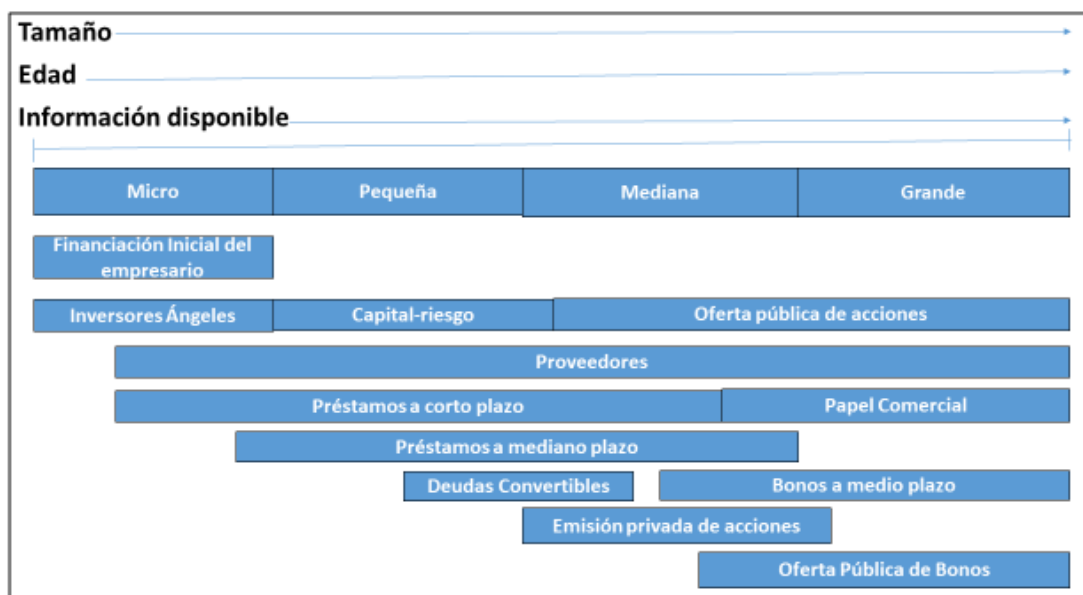 Tamaño
Edad
Información disponible
Micro
Pequeña
Mediana
Grande
Financiación Inicial del
empresario
Inversores Ángeles
Capital-riesgo
Oferta pública de acciones
Proveedores
Préstamos a corto plazo
Papel Comercial
Préstamos a mediano plazo
Deudas Convertibles
Bonos a medio plazo
Emisión privada de acciones
Oferta Pública de Bonos